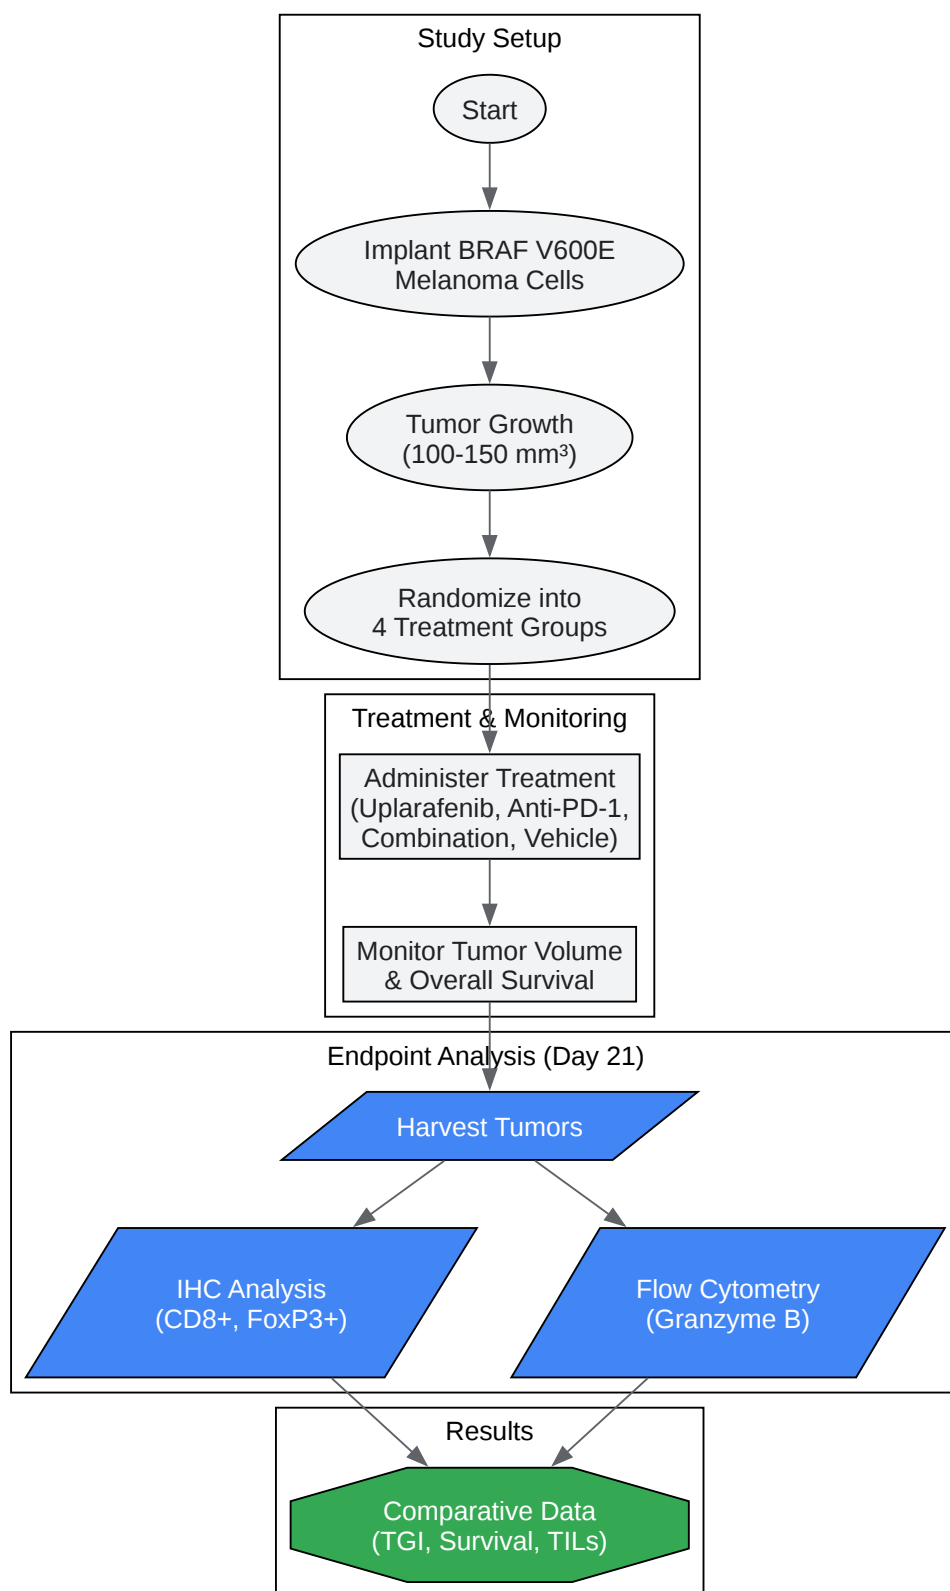 Study Setup
Start
Implant BRAF V600E
Melanoma Cells
Tumor Growth
(100-150 mm³)
Randomize into
4 Treatment Groups
Treatment & Monitoring
Administer Treatment
(Uplarafenib, Anti-PD-1,
Combination, Vehicle)
Monitor Tumor Volume
& Overall Survival
Endpoint Analysis (Day 21)
Harvest Tumors
IHC Analysis
(CD8+, FoxP3+)
Flow Cytometry
(Granzyme B)
Results
Comparative Data
(TGI, Survival, TILs)